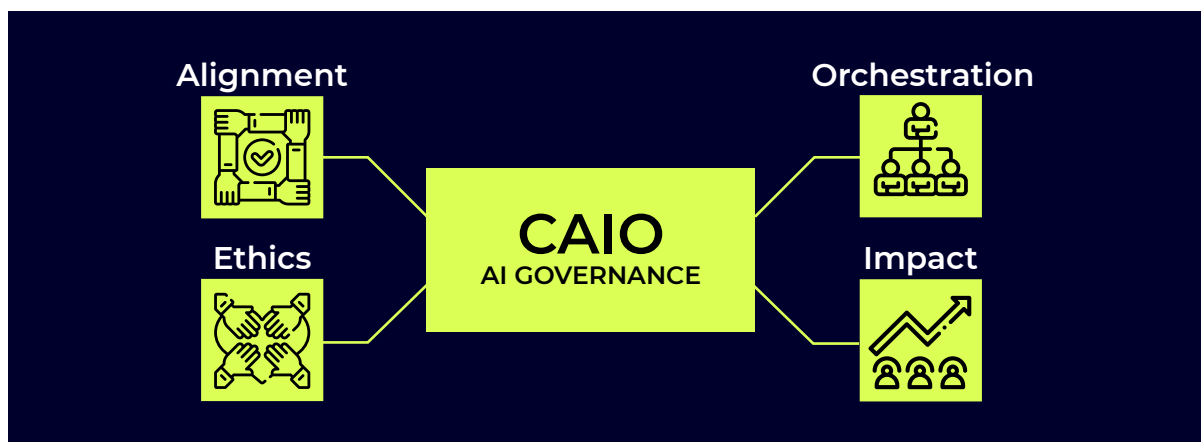 Alignment
Orchestration
CAIO
AI GOVERNANCE
Ethics
Impact